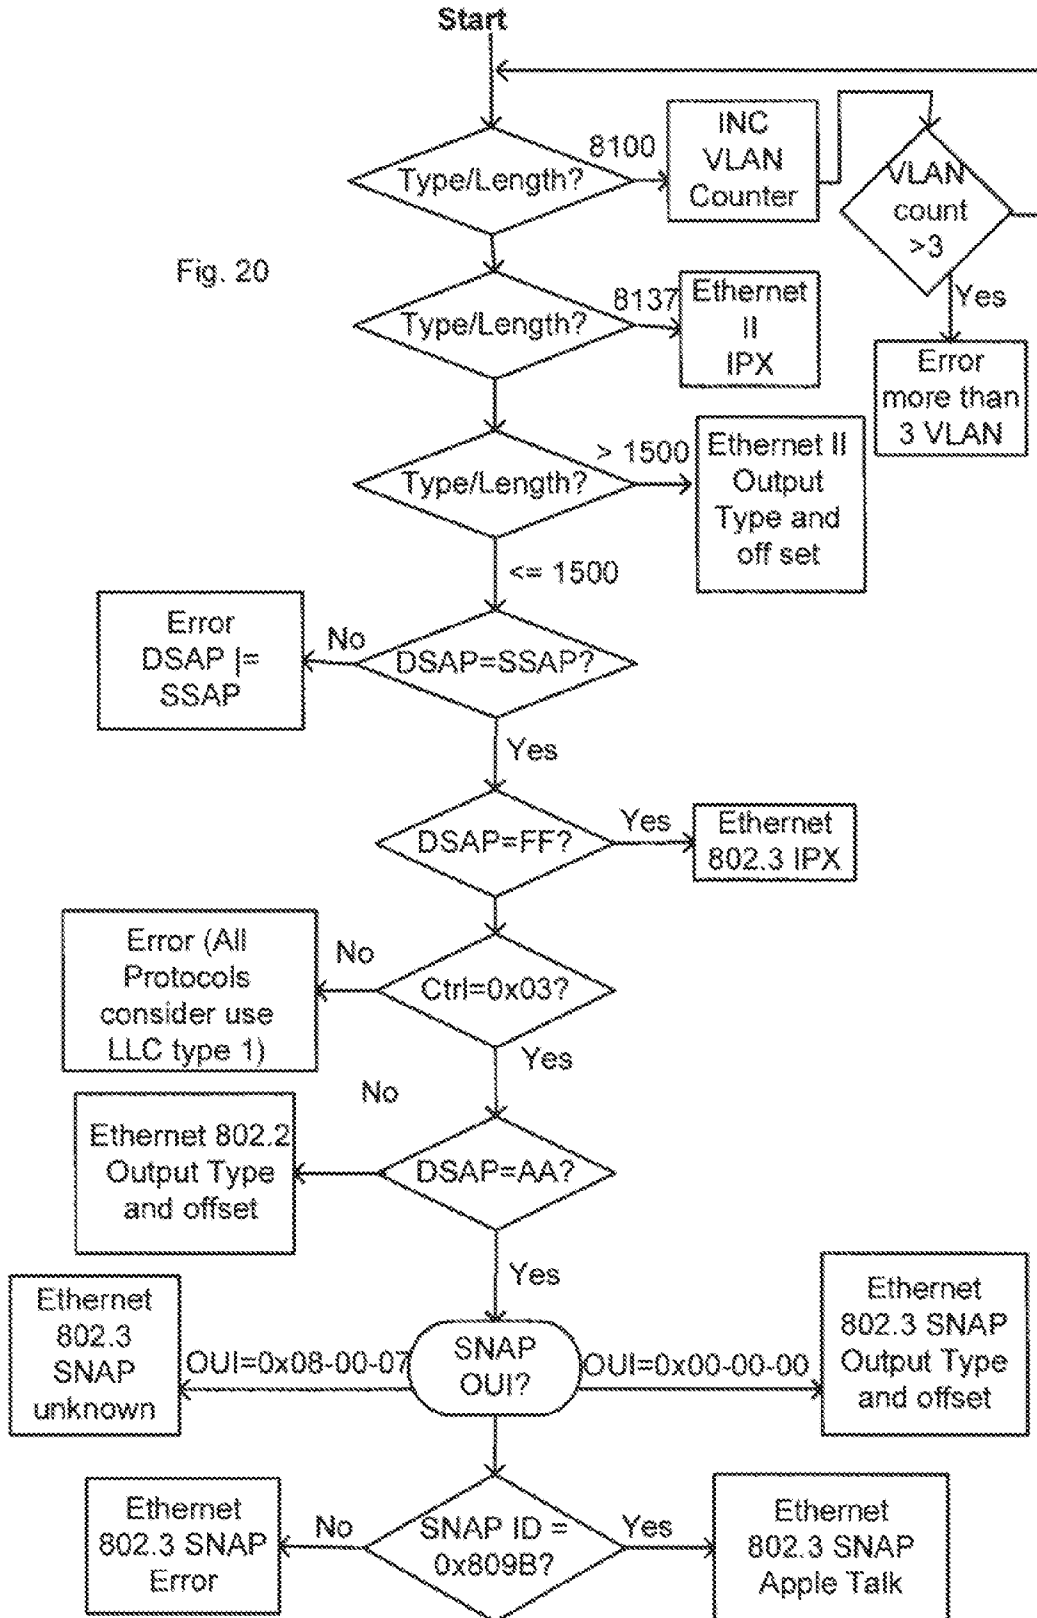 Start
Type/Length?
8100
INC
VLAN
Counter
VLAN
count
>3
Yes
Error
more than
3 VLAN
Fig. 20
Type/Length?
8137
Ethernet
II
IPX
Type/Length?
> 1500
Ethernet II
Output
Type and
off set
<= 1500
Error
DSAP |=
SSAP
No
DSAP=SSAP?
Yes
DSAP=FF?
Yes
Ethernet
802.3 IPX
Error (All
Protocols
consider use
LLC type 1)
No
Ctrl=0x03?
Yes
No
Ethernet 802.2
Output Type
and offset
DSAP=AA?
Yes
Ethernet
802.3
SNAP
unknown
OUI=0x08-00-07
SNAP
OUI?
OUI=0x00-00-00
Ethernet
802.3 SNAP
Output Type
and offset
Ethernet
802.3 SNAP
Error
No
SNAP ID =
0x809B?
Yes
Ethernet
802.3 SNAP
Apple Talk